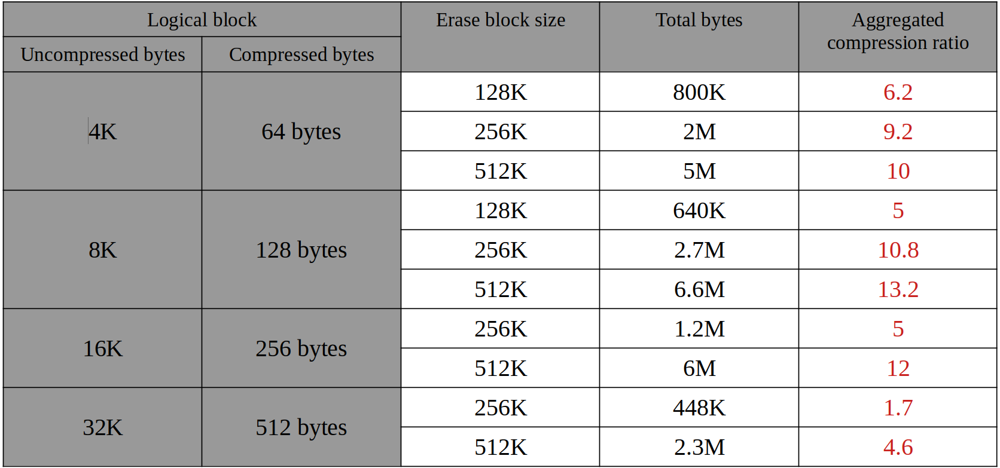 Logical block
Erase block size
Total bytes
Aggregated
compression ratio
Uncompressed bytes
Compressed bytes
4K
64 bytes
128K
800K
6.2
256K
2M
9.2
512K
5M
10
8K
128 bytes
128K
640K
5
256K
2.7M
10.8
512K
6.6M
13.2
16K
256 bytes
256K
1.2M
5
512K
6M
12
32K
512 bytes
256K
448K
1.7
512K
2.3M
4.6